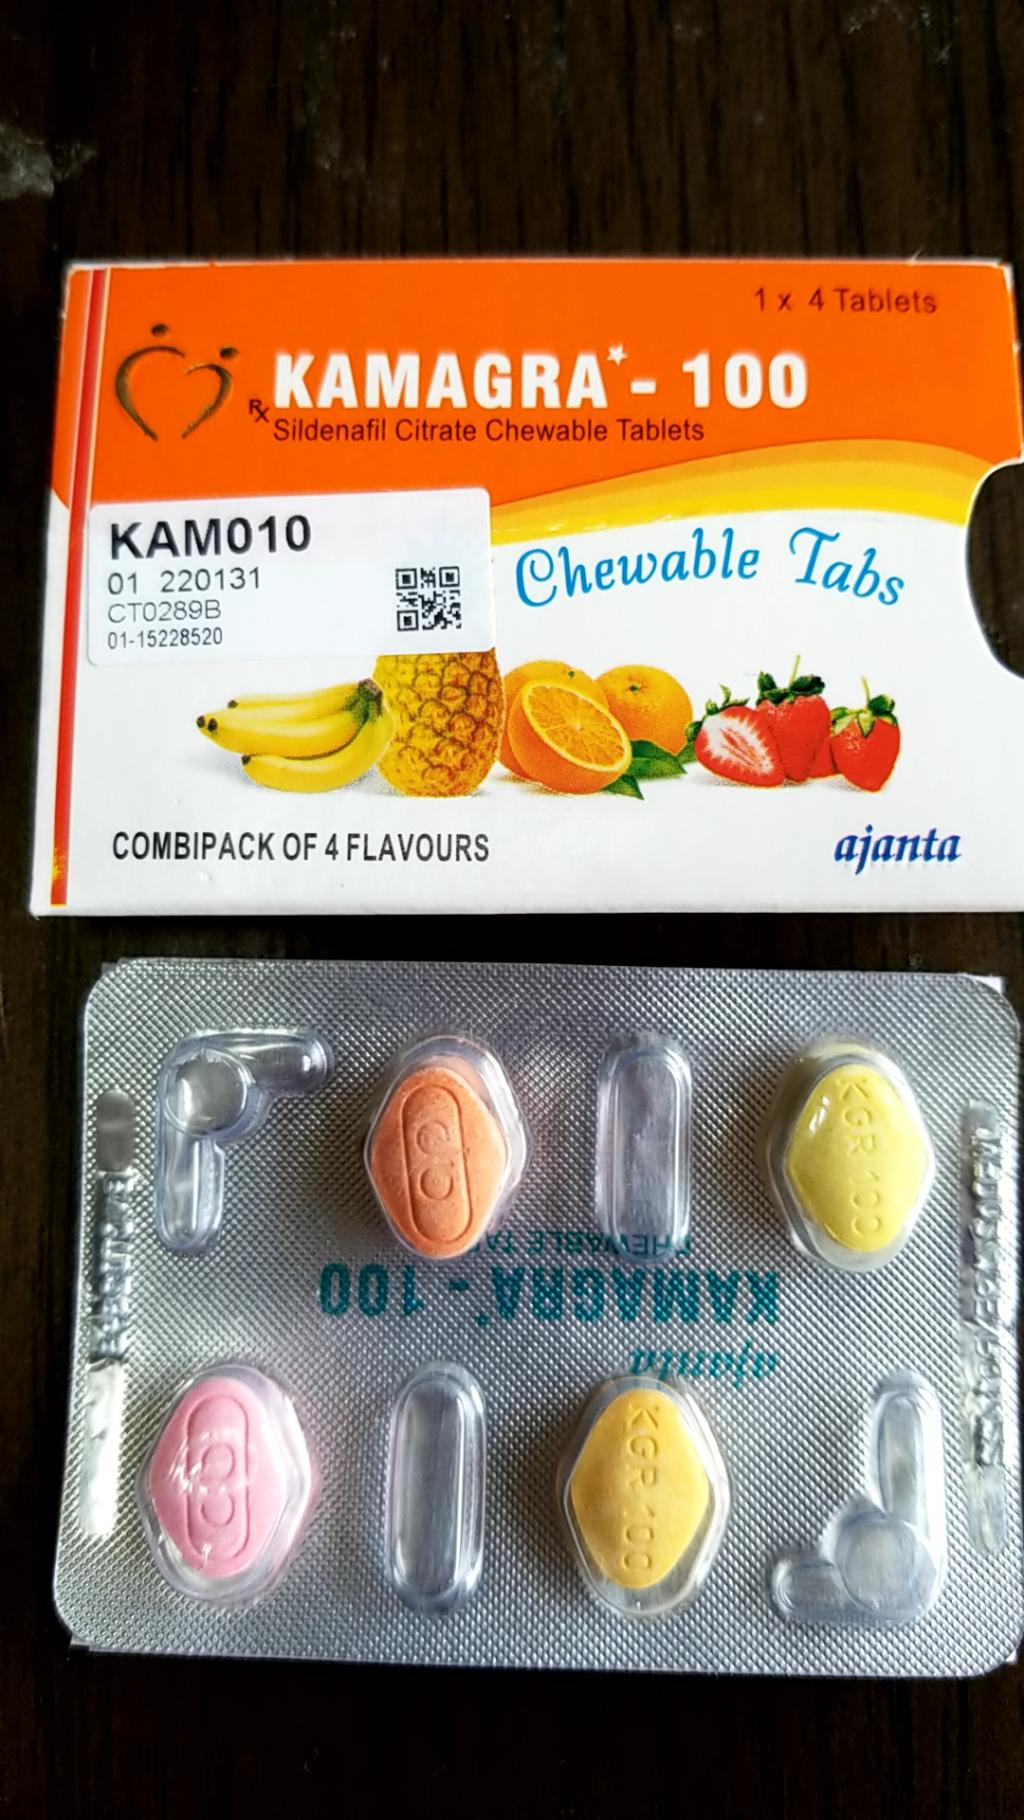 1 x 4 Tablets
KAMAGRA* - 100
Rx
Sildenafil Citrate Chewable Tablets
KAM010
01 220131
CT0289B
01-15228520
Chewable Tabs
COMBIPACK OF 4 FLAVOURS
ajanta
KGR 100
CHEWABLE
KAMAGRA* - 100
ajanta
KGR 100